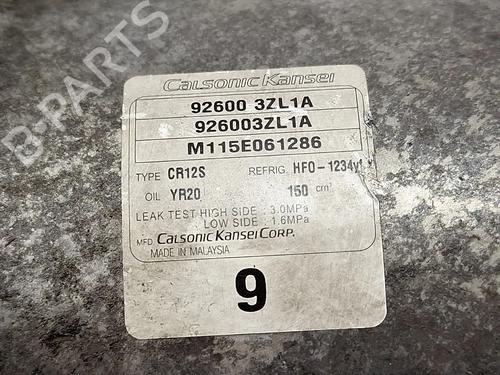 B-PARTS
Calsonic Kansei
92600 3ZL1A
926003ZL1A
M115E061286
TYPE CR12S REFRIG. HFO-1234yf
OIL YR20 150 cm³
LEAK TEST HIGH SIDE : 3.0MPa
LOW SIDE : 1.6MPa
MFD CALSONIC KANSEI CORP.
MADE IN MALAYSIA
9